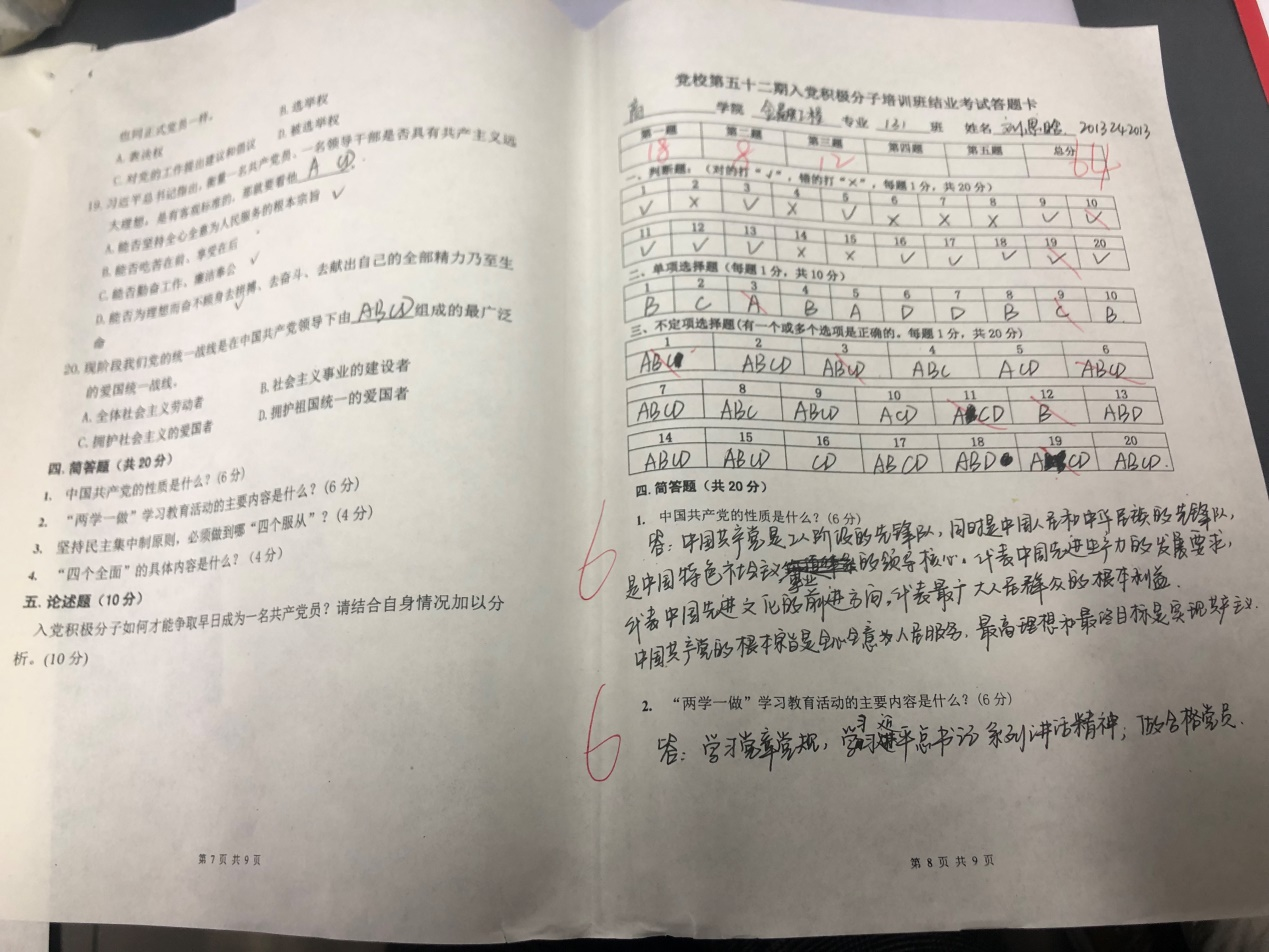 也同正式党员一样。
A. 表决权 B. 选举权
C. 对党的工作提出建议和倡议 D. 被选举权
19. 习近平总书记指出，衡量一名共产党员、一名领导干部是否具有共产主义远
大理想，是有客观标准的，那就要看他 A CD.
A. 能否坚持全心全意为人民服务的根本宗旨 √
B. 能否吃苦在前、享受在后
C. 能否勤奋工作、廉洁奉公 √
D. 能否为理想而奋不顾身去拼搏、去奋斗、去献出自己的全部精力乃至生
命 √
20. 现阶段我们党的统一战线是在中国共产党领导下由 ABCD 组成的最广泛
的爱国统一战线。
A. 全体社会主义劳动者 B. 社会主义事业的建设者
C. 拥护社会主义的爱国者 D. 拥护祖国统一的爱国者
四. 简答题（共20分）
1. 中国共产党的性质是什么？(6分)
2. “两学一做”学习教育活动的主要内容是什么？(6分)
3. 坚持民主集中制原则，必须做到哪“四个服从”？(4分)
4. “四个全面”的具体内容是什么？(4分)
五. 论述题（10分）
入党积极分子如何才能争取早日成为一名共产党员？请结合自身情况加以分
析。(10分)
第 7 页 共 9 页
党校第五十二期入党积极分子培训班结业考试答题卡
商 学院 金融工程 专业 131 班 姓名 刘思晗 2013242013
第一题 第二题 第三题 第四题 第五题 总分
18 8 12 64
一、判断题：（对的打“√”，错的打“×”，每题1分，共20分）
1 2 3 4 5 6 7 8 9 10
√ × √ × √ × × × √ √
11 12 13 14 15 16 17 18 19 20
√ √ √ × × √ √ √ √ √
二、单项选择题（每题1分，共10分）
1 2 3 4 5 6 7 8 9 10
B C A B A D D B C B
三、不定项选择题(有一个或多个选项是正确的。每题1分，共20分）
1 2 3 4 5 6
ABC ABCD ABCD ABC ACD ABCD
7 8 9 10 11 12 13
ABCD ABC ABCD ACD ACD B ABD
14 15 16 17 18 19 20
ABCD ABCD CD ABCD ABD ACD ABCD.
四. 简答题（共20分）
1. 中国共产党的性质是什么？(6分)
6
答：中国共产党是工人阶级的先锋队，同时是中国人民和中华民族的先锋队，
是中国特色社会主义事业的领导核心。代表中国先进生产力的发展要求，
代表中国先进文化的前进方向，代表最广大人民群众的根本利益.
中国共产党的根本宗旨是全心全意为人民服务. 最高理想和最终目标是实现共产主义.
2. “两学一做”学习教育活动的主要内容是什么？(6分)
6
答：学习党章党规，学习近平总书记系列讲话精神；做合格党员.
第 8 页 共 9 页